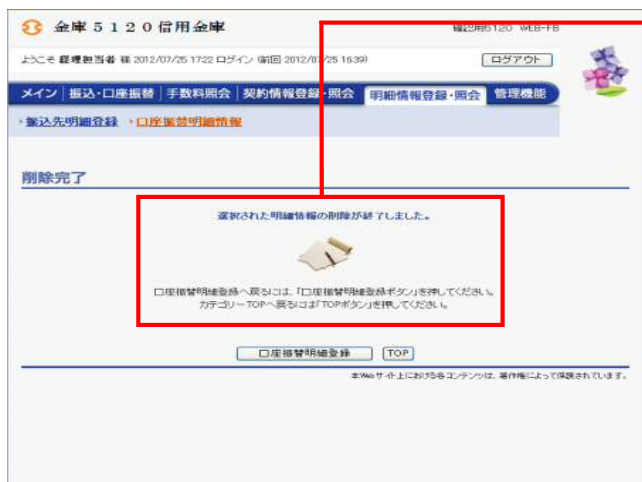 金庫5120信用金庫
確認用5120 WEB-FB
ようこそ 経理担当者 様 2012/07/25 17:22 ログイン (前回 2012/07/25 16:39)
ログアウト
メイン 振込・口座振替 手数料照会 契約情報登録・照会 明細情報登録・照会 管理機能
振込先明細登録 口座振替明細情報
削除完了
選択された明細情報の削除が終了しました。
口座振替明細登録へ戻るには、「口座振替明細登録ボタン」を押してください。
カテゴリーTOPへ戻るには「TOPボタン」を押してください。
口座振替明細登録 TOP
本Webサイト上における各コンテンツは、著作権によって保護されています。